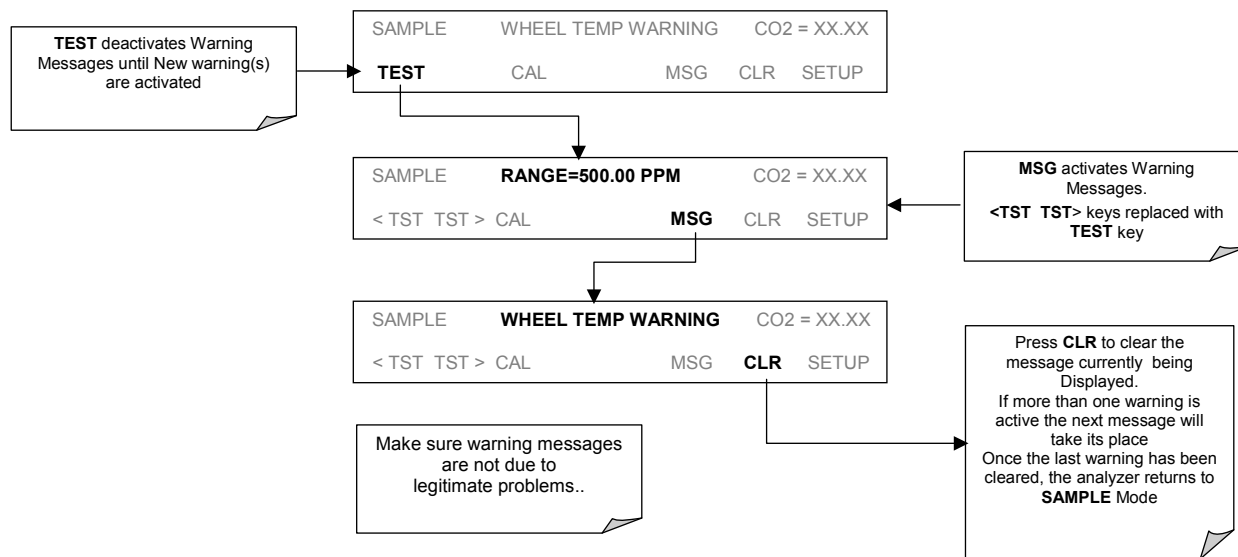 TEST deactivates Warning
Messages until New warning(s)
are activated
SAMPLE WHEEL TEMP WARNING CO2 = XX.XX
TEST CAL MSG CLR SETUP
SAMPLE RANGE=500.00 PPM CO2 = XX.XX
< TST TST > CAL MSG CLR SETUP
MSG activates Warning
Messages.
<TST TST> keys replaced with
TEST key
SAMPLE WHEEL TEMP WARNING CO2 = XX.XX
< TST TST > CAL MSG CLR SETUP
Make sure warning messages
are not due to
legitimate problems..
Press CLR to clear the
message currently being
Displayed.
If more than one warning is
active the next message will
take its place
Once the last warning has been
cleared, the analyzer returns to
SAMPLE Mode